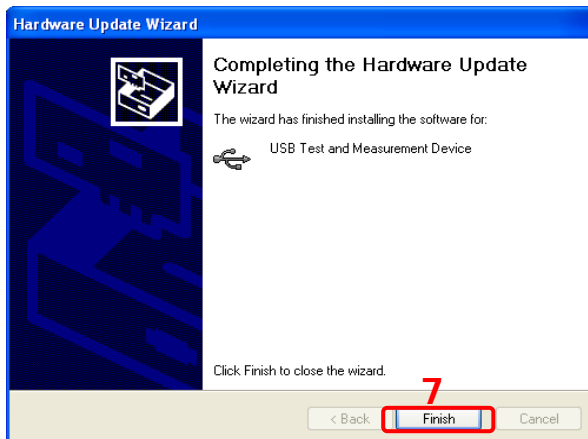 Hardware Update Wizard
Completing the Hardware Update
Wizard
The wizard has finished installing the software for:
USB Test and Measurement Device
Click Finish to close the wizard.
7
< Back Finish Cancel